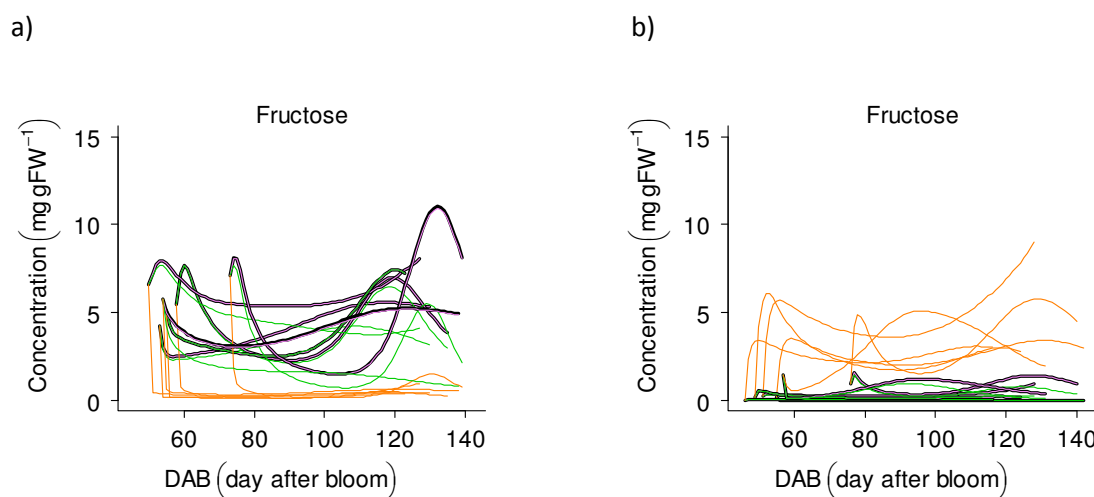 a)
b)
Fructose
Concentration (mg gFW⁻¹)
15
10
5
0
60 80 100 120 140
DAB (day after bloom)
Fructose
Concentration (mg gFW⁻¹)
15
10
5
0
60 80 100 120 140
DAB (day after bloom)